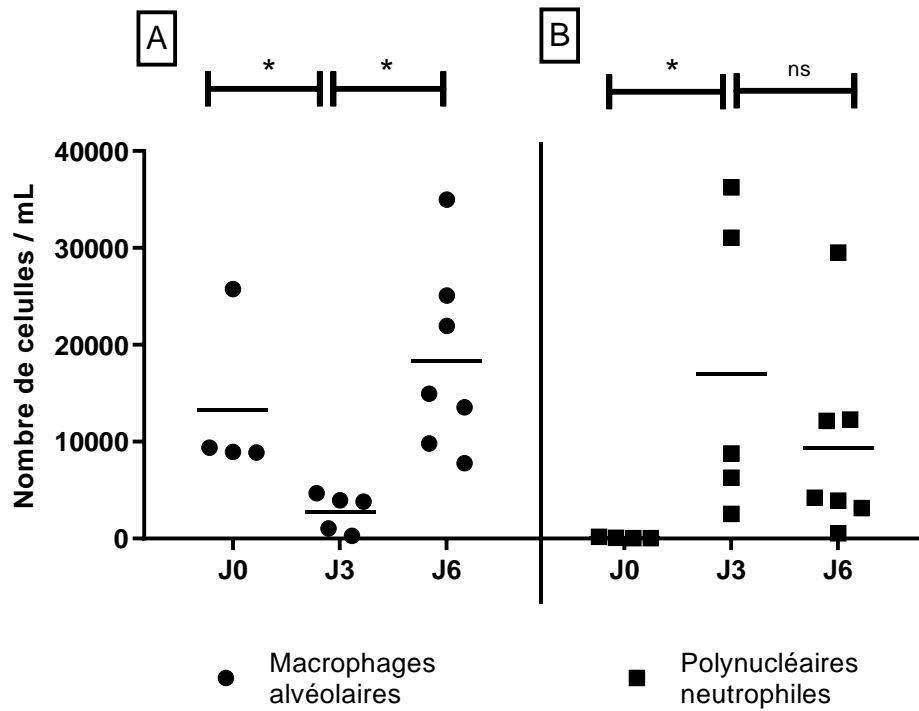 A
B
* * * ns
40000
30000
20000
10000
0
Nombre de celulles / mL
J0 J3 J6 J0 J3 J6
Macrophages
alvéolaires
Polynucléaires
neutrophiles